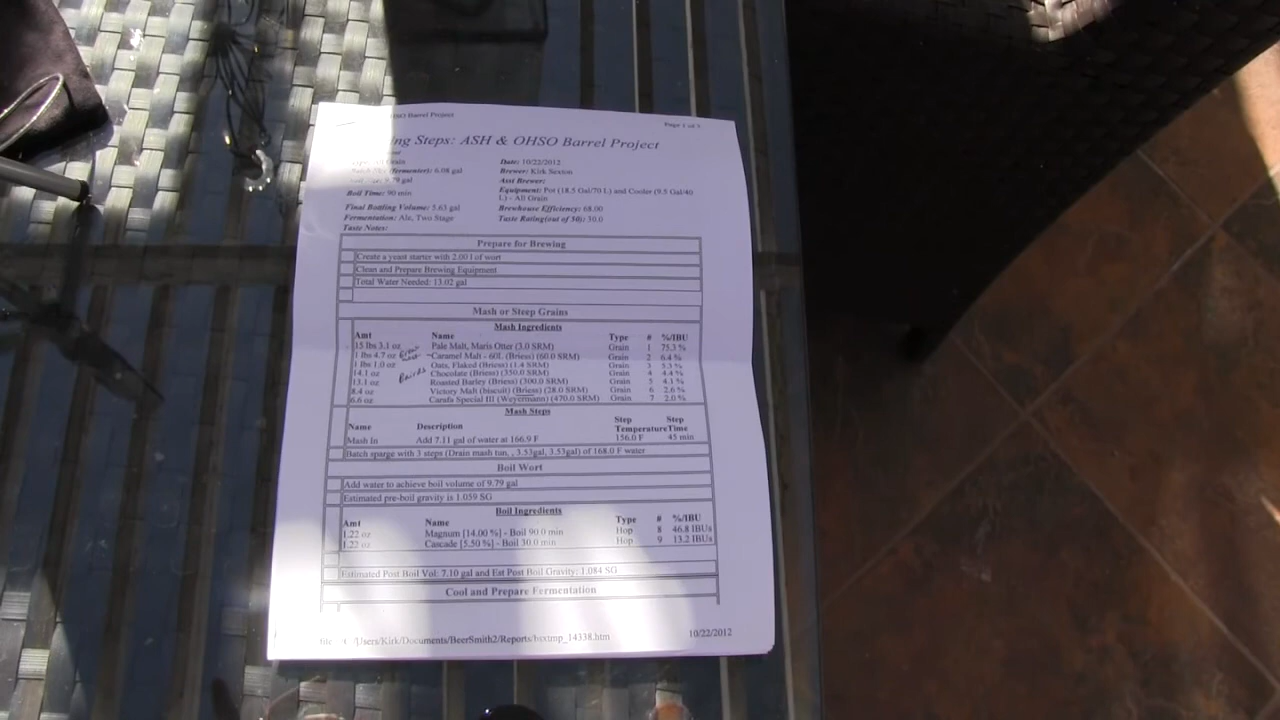 OHSO Barrel Project Page 1 of 3
ing Steps: ASH & OHSO Barrel Project
Date: 10/22/2012
(fermenter): 6.08 gal Brewer: Kirk Sexton
9.79 gal Asst Brewer:
Boil Time: 90 min Equipment: Pot (18.5 Gal/70 L) and Cooler (9.5 Gal/40
L) - All Grain
Final Bottling Volume: 5.63 gal Brewhouse Efficiency: 68.00
Fermentation: Ale, Two Stage Taste Rating(out of 50): 30.0
Taste Notes:
Prepare for Brewing
Create a yeast starter with 2.00 l of wort
Clean and Prepare Brewing Equipment
Total Water Needed: 13.02 gal
Mash or Steep Grains
Mash Ingredients
Amt Name Type # %/IBU
15 lbs 3.1 oz Pale Malt, Maris Otter (3.0 SRM) Grain 1 75.3 %
1 lbs 4.7 oz Caramel Malt - 60L (Briess) (60.0 SRM) Grain 2 6.4 %
1 lbs 1.0 oz Oats, Flaked (Briess) (1.4 SRM) Grain 3 5.3 %
14.1 oz Bairds Chocolate (Briess) (350.0 SRM) Grain 4 4.4 %
13.1 oz Roasted Barley (Briess) (300.0 SRM) Grain 5 4.1 %
8.4 oz Victory Malt (biscuit) (Briess) (28.0 SRM) Grain 6 2.6 %
6.6 oz Carafa Special III (Weyermann) (470.0 SRM) Grain 7 2.0 %
Mash Steps
Name Description Step Temperature Step Time
Mash In Add 7.11 gal of water at 166.9 F 156.0 F 45 min
Batch sparge with 3 steps (Drain mash tun, , 3.53gal, 3.53gal) of 168.0 F water
Boil Wort
Add water to achieve boil volume of 9.79 gal
Estimated pre-boil gravity is 1.059 SG
Boil Ingredients
Amt Name Type # %/IBU
1.22 oz Magnum [14.00 %] - Boil 90.0 min Hop 8 46.8 IBUs
1.22 oz Cascade [5.50 %] - Boil 30.0 min Hop 9 13.2 IBUs
Estimated Post Boil Vol: 7.10 gal and Est Post Boil Gravity: 1.084 SG
Cool and Prepare Fermentation
/Users/Kirk/Documents/BeerSmith2/Reports/bsxtmp_14338.htm 10/22/2012